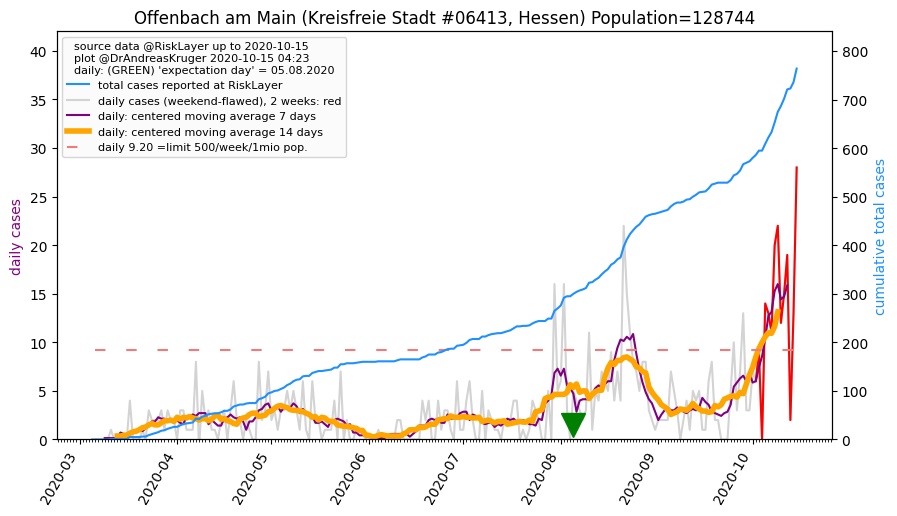 Offenbach am Main (Kreisfreie Stadt #06413, Hessen) Population=128744
source data @RiskLayer up to 2020-10-15
plot @DrAndreasKruger 2020-10-15 04:23
daily: (GREEN) 'expectation day' = 05.08.2020
total cases reported at RiskLayer
daily cases (weekend-flawed), 2 weeks: red
daily: centered moving average 7 days
daily: centered moving average 14 days
daily 9.20 =limit 500/week/1mio pop.
daily cases
40
35
30
25
20
15
10
5
0
cumulative total cases
800
700
600
500
400
300
200
100
0
2020-03
2020-04
2020-05
2020-06
2020-07
2020-08
2020-09
2020-10